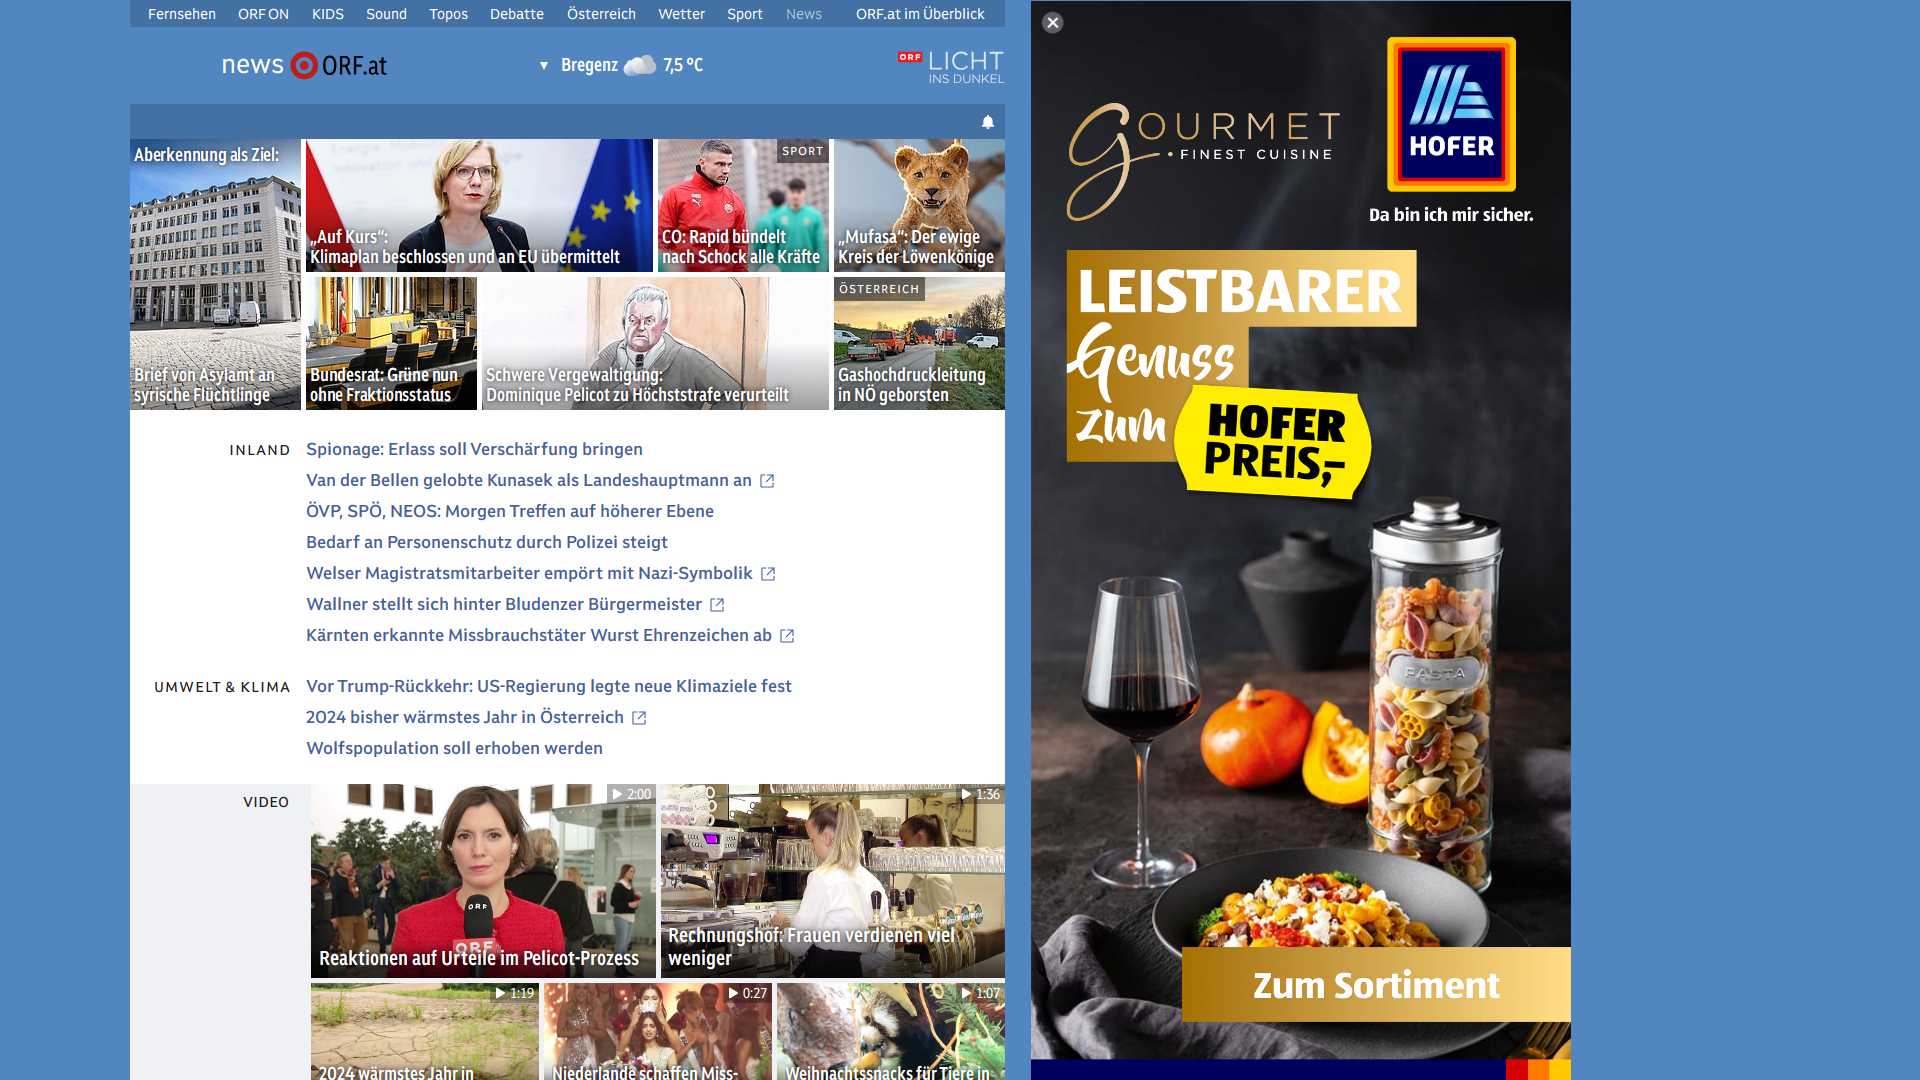 Fernsehen ORF ON KIDS Sound Topos Debatte Österreich Wetter Sport News ORF.at im Überblick
news ORF.at
Bregenz 7,5 °C
ORF LICHT
INS DUNKEL
Aberkennung als Ziel:
Brief von Asylamt an
syrische Flüchtlinge
„Auf Kurs“:
Klimaplan beschlossen und an EU übermittelt
SPORT
CO: Rapid bündelt
nach Schock alle Kräfte
„Mufasa“: Der ewige
Kreis der Löwenkönige
Bundesrat: Grüne nun
ohne Fraktionsstatus
Schwere Vergewaltigung:
Dominique Pelicot zu Höchststrafe verurteilt
ÖSTERREICH
Gashochdruckleitung
in NÖ geborsten
INLAND
Spionage: Erlass soll Verschärfung bringen
Van der Bellen gelobte Kunasek als Landeshauptmann an
ÖVP, SPÖ, NEOS: Morgen Treffen auf höherer Ebene
Bedarf an Personenschutz durch Polizei steigt
Welser Magistratsmitarbeiter empört mit Nazi-Symbolik
Wallner stellt sich hinter Bludenzer Bürgermeister
Kärnten erkannte Missbrauchstäter Wurst Ehrenzeichen ab
UMWELT & KLIMA
Vor Trump-Rückkehr: US-Regierung legte neue Klimaziele fest
2024 bisher wärmstes Jahr in Österreich
Wolfspopulation soll erhoben werden
VIDEO
2:00
ORF
ORF
Reaktionen auf Urteile im Pelicot-Prozess
1:36
Rechnungshof: Frauen verdienen viel
weniger
1:19
2024 wärmstes Jahr in
0:27
Niederlande schaffen Miss-
1:07
Weihnachtssnacks für Tiere in
GOURMET
• FINEST CUISINE
HOFER
Da bin ich mir sicher.
LEISTBARER
Genuss
zum
HOFER
PREIS,-
PASTA
Zum Sortiment